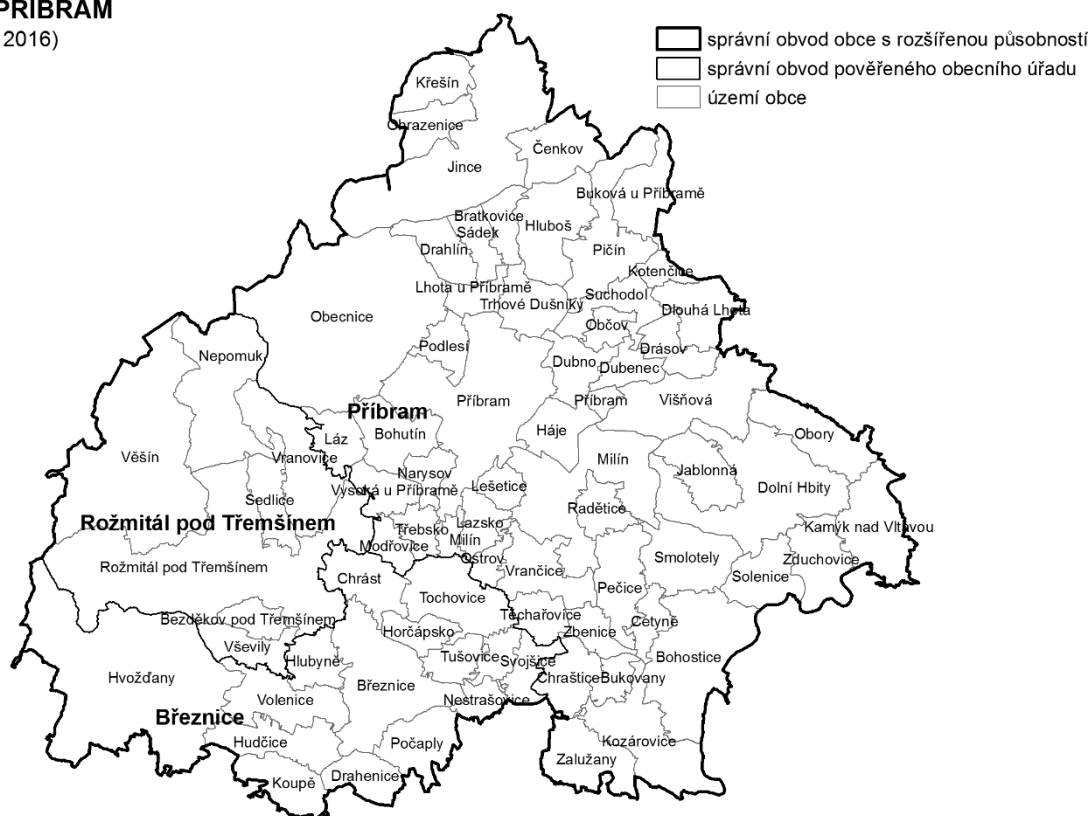 PŘÍBRAM
2016)
správní obvod obce s rozšířenou působností
správní obvod pověřeného obecního úřadu
území obce
Křešín
Ohrazenice
Čenkov
Jince
Buková u Příbramě
Bratkovice
Hluboš
Sádek
Drahlín
Pičín
Kotenčice
Lhota u Příbramě
Suchodol
Trhové Dušníky
Dlouhá Lhota
Obecnice
Občov
Podlesí
Drásov
Nepomuk
Dubno
Dubenec
Příbram
Příbram
Višňová
Příbram
Háje
Bohutín
Obory
Láz
Věšín
Vranovice
Milín
Jablonná
Narysov
Dolní Hbity
Vysoká u Příbramě
Lešetice
Sedlice
Radětice
Rožmitál pod Třemšínem
Lazsko
Třebsko
Kamýk nad Vltavou
Milín
Modřovice
Ostrov
Smolotely
Zduchovice
Rožmitál pod Třemšínem
Vrančice
Solenice
Chrást
Pečice
Tochovice
Bezděkov pod Třemšínem
Těchařovice
Cetyně
Horčápsko
Zbenice
Vševily
Tušovice
Svojšice
Bohostice
Hlubyně
Hvožďany
Březnice
Chraštice
Bukovany
Volenice
Nestrašovice
Březnice
Hudčice
Počaply
Kozárovice
Zalužany
Koupě
Drahenice